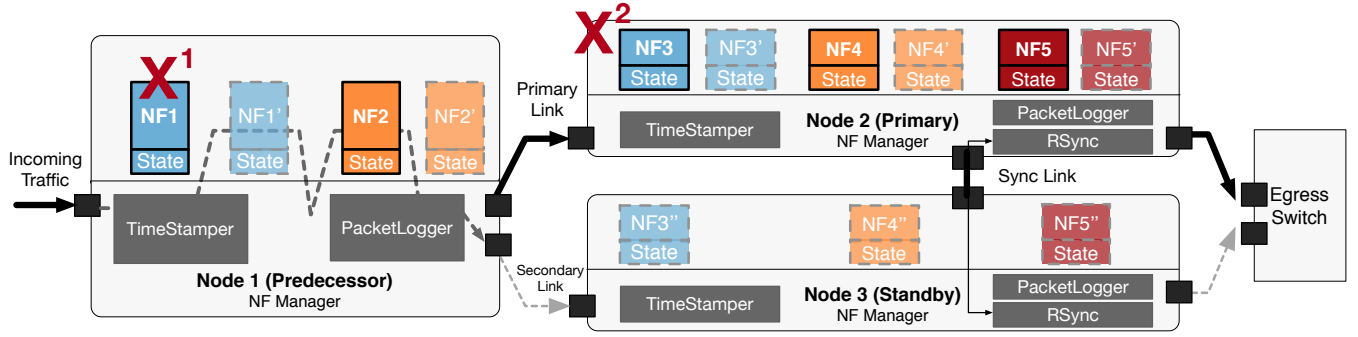 Incoming
Traffic
X 1
NF1
State
NF1'
State
NF2
State
NF2'
State
TimeStamper
PacketLogger
Node 1 (Predecessor)
NF Manager
Primary
Link
Secondary
Link
X 2
NF3
State
NF3'
State
NF4
State
NF4'
State
NF5
State
NF5'
State
TimeStamper
Node 2 (Primary)
NF Manager
PacketLogger
RSync
Sync Link
NF3''
State
NF4''
State
NF5''
State
TimeStamper
Node 3 (Standby)
NF Manager
PacketLogger
RSync
Egress
Switch